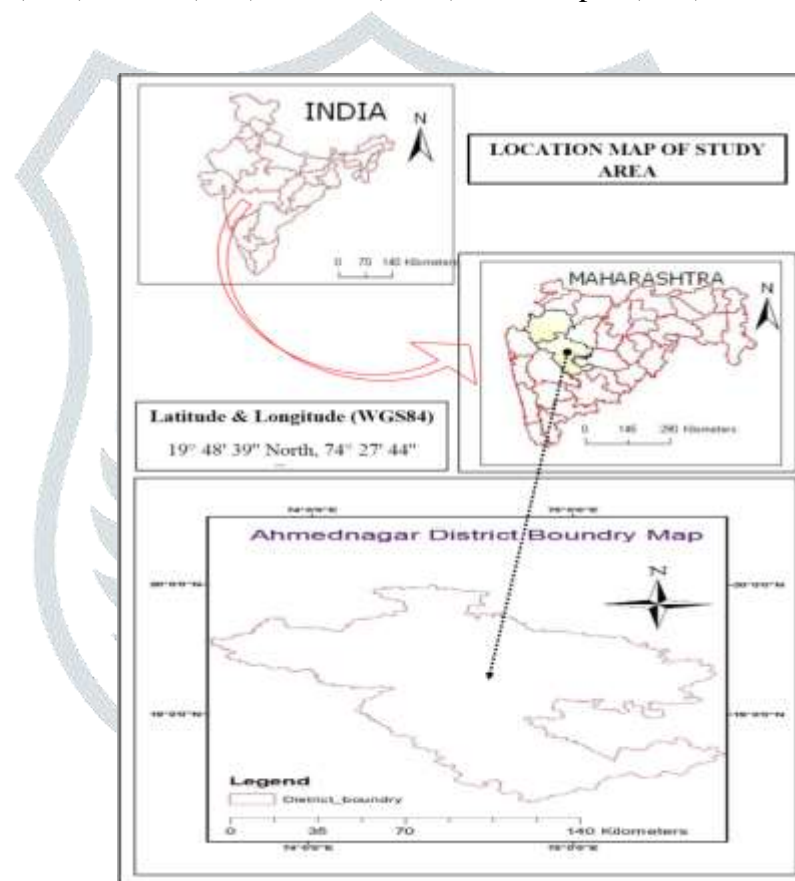 INDIA
N
LOCATION MAP OF STUDY
AREA
0 70 140 Kilometers
MAHARASHTRA
N
0 145 290 Kilometers
Latitude & Longitude (WGS84)
19° 48' 39" North, 74° 27' 44"
Ahmednagar District Boundry Map
N
Legend
District_boundry
0 35 70 140 Kilometers